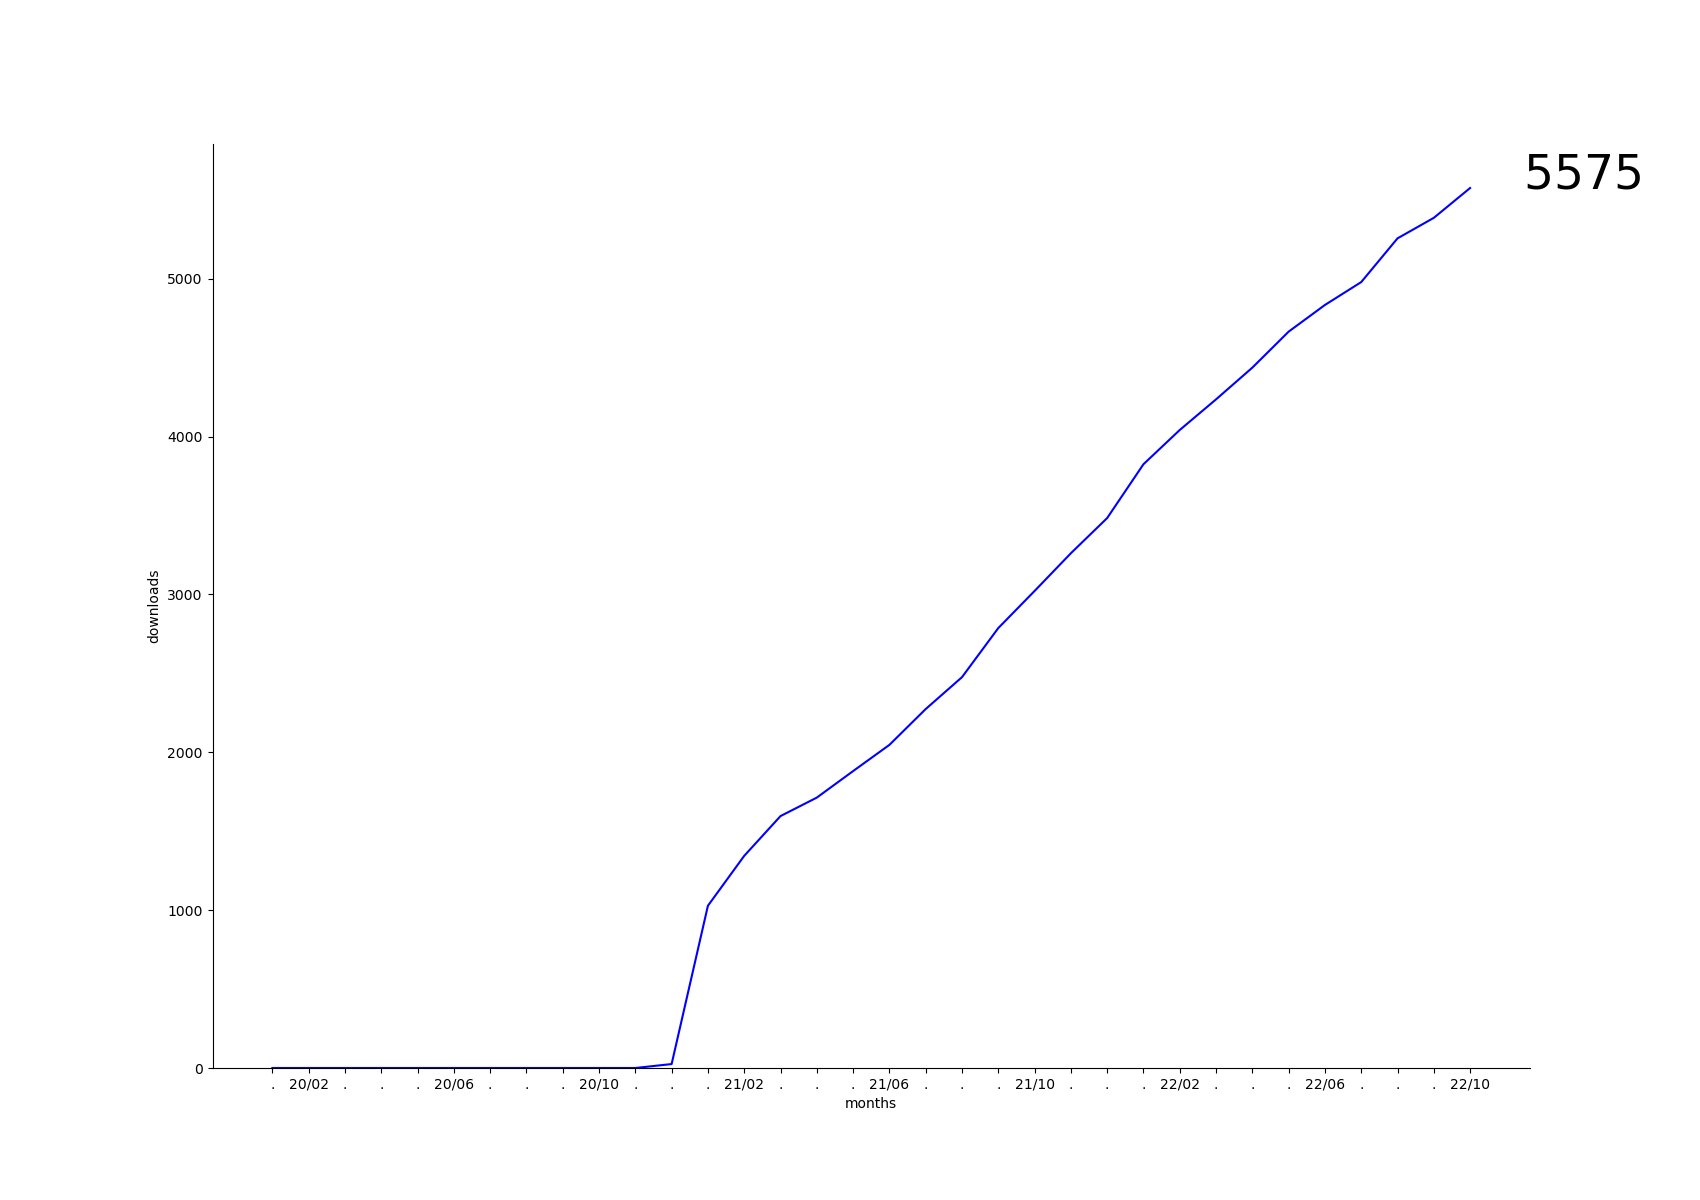 5575
5000
4000
3000
2000
1000
0
downloads
. 20/02 . . . 20/06 . . . 20/10 . . . 21/02 . . . 21/06 . . . 21/10 . . . 22/02 . . . 22/06 . . . 22/10
months